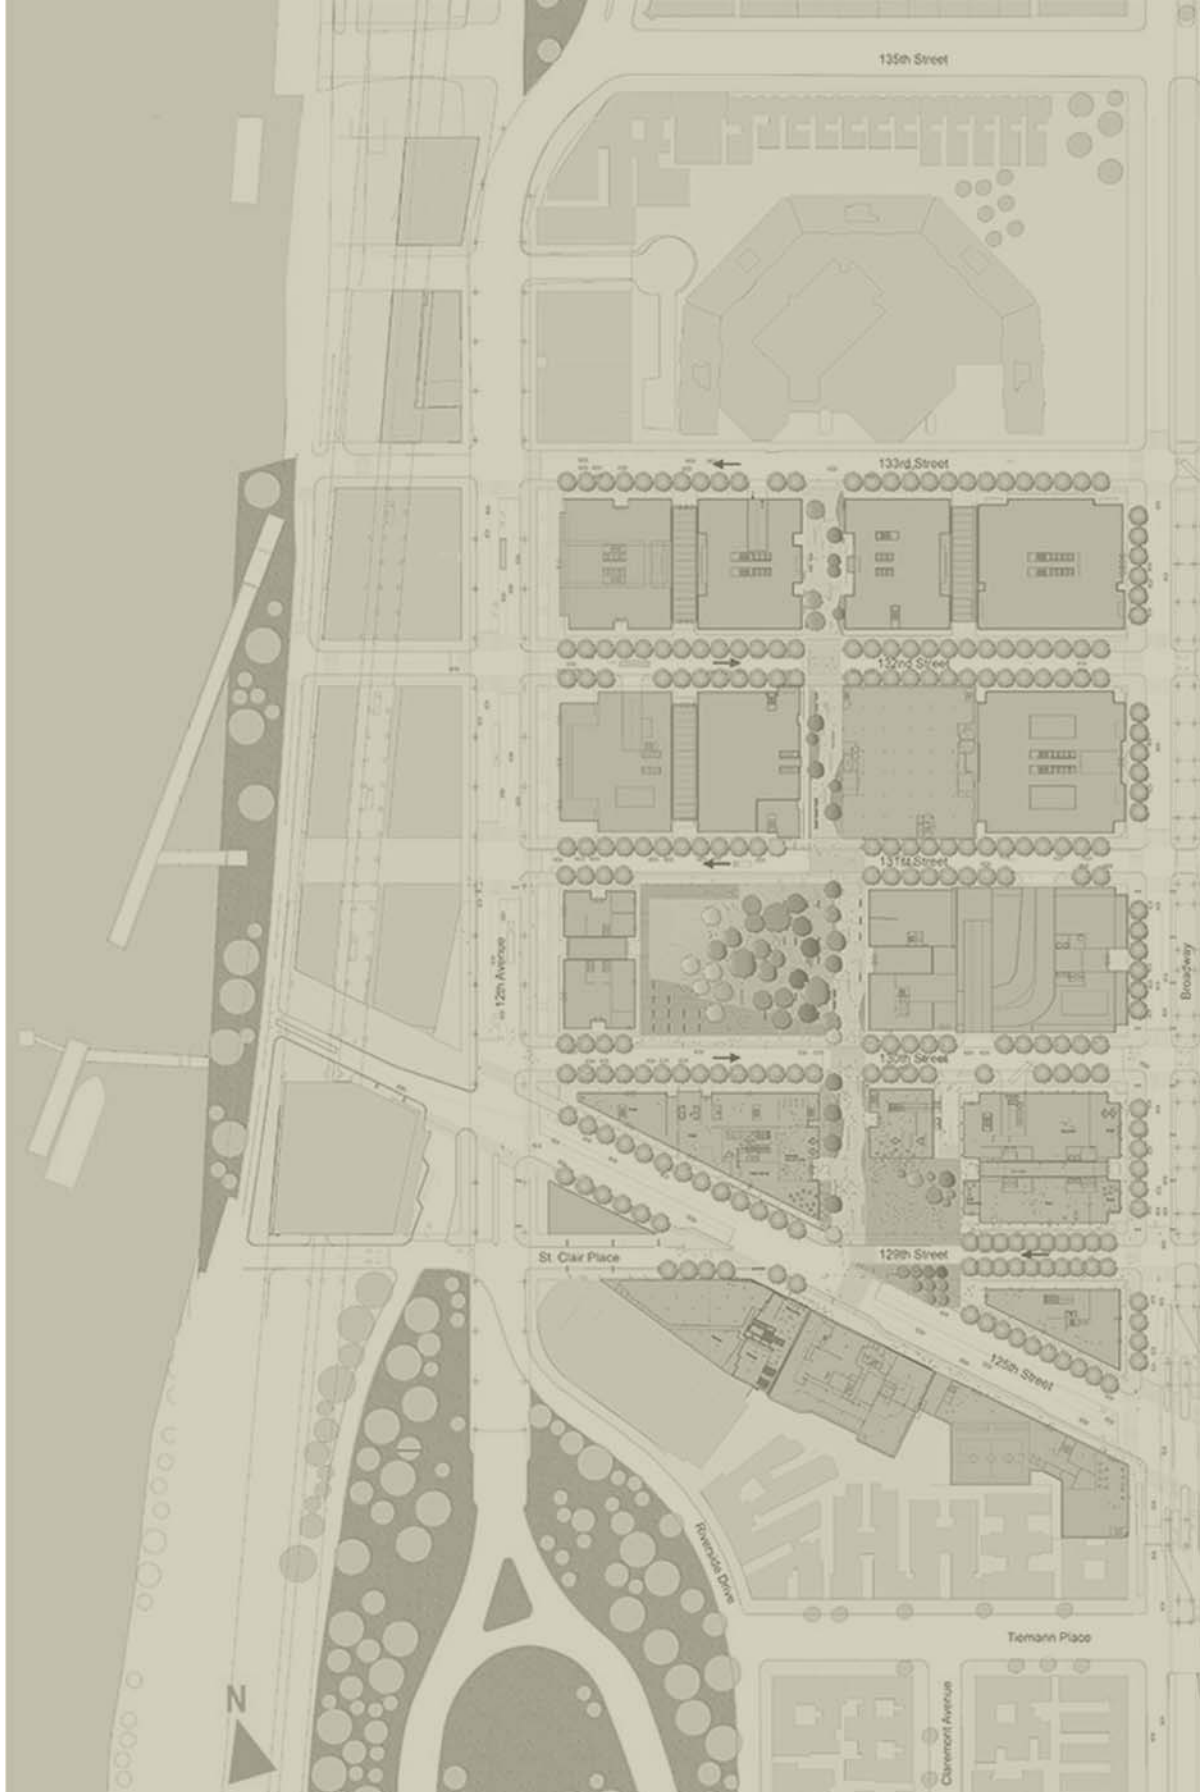 135th Street
133rd Street
132nd Street
131st Street
12th Avenue
Broadway
130th Street
St. Clair Place
129th Street
125th Street
Riverside Drive
Tiemann Place
N
Claremont Avenue